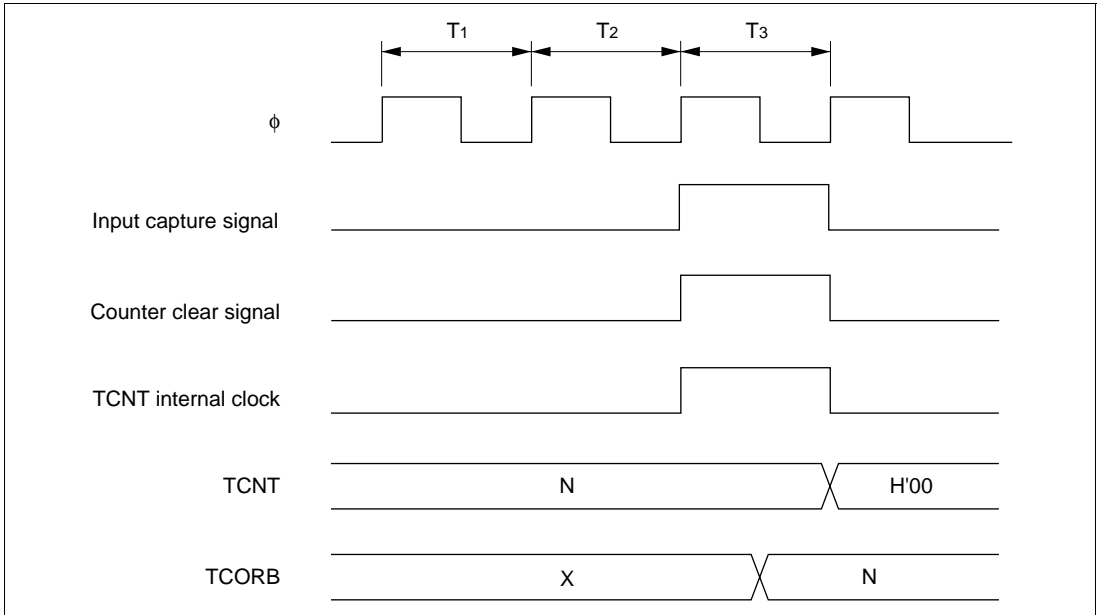 T1 T2 T3
φ
Input capture signal
Counter clear signal
TCNT internal clock
TCNT N H'00
TCORB X N